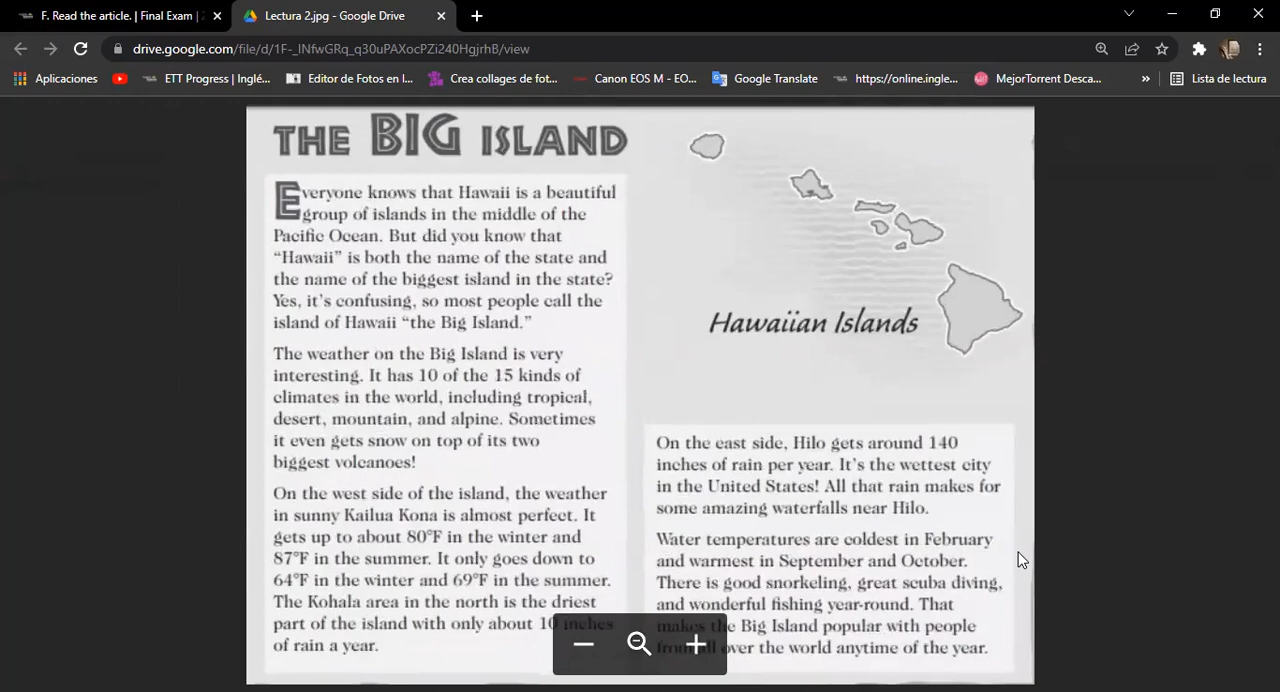 F. Read the article. | Final Exam |
Lectura 2.jpg - Google Drive
drive.google.com/file/d/1F-_INfwGRq_q30uPAXocPZi240HgjrhB/view
Aplicaciones
ETT Progress | Inglé...
Editor de Fotos en l...
Crea collages de fot...
Canon EOS M - EO...
Google Translate
https://online.ingle...
MejorTorrent Desca...
»
Lista de lectura
THE BIG ISLAND
Everyone knows that Hawaii is a beautiful
group of islands in the middle of the
Pacific Ocean. But did you know that
“Hawaii” is both the name of the state and
the name of the biggest island in the state?
Yes, it’s confusing, so most people call the
island of Hawaii “the Big Island.”
The weather on the Big Island is very
interesting. It has 10 of the 15 kinds of
climates in the world, including tropical,
desert, mountain, and alpine. Sometimes
it even gets snow on top of its two
biggest volcanoes!
On the west side of the island, the weather
in sunny Kailua Kona is almost perfect. It
gets up to about 80°F in the winter and
87°F in the summer. It only goes down to
64°F in the winter and 69°F in the summer.
The Kohala area in the north is the driest
part of the island with only about 10 inches
of rain a year.
Hawaiian Islands
On the east side, Hilo gets around 140
inches of rain per year. It’s the wettest city
in the United States! All that rain makes for
some amazing waterfalls near Hilo.
Water temperatures are coldest in February
and warmest in September and October.
There is good snorkeling, great scuba diving,
and wonderful fishing year-round. That
makes the Big Island popular with people
from all over the world anytime of the year.